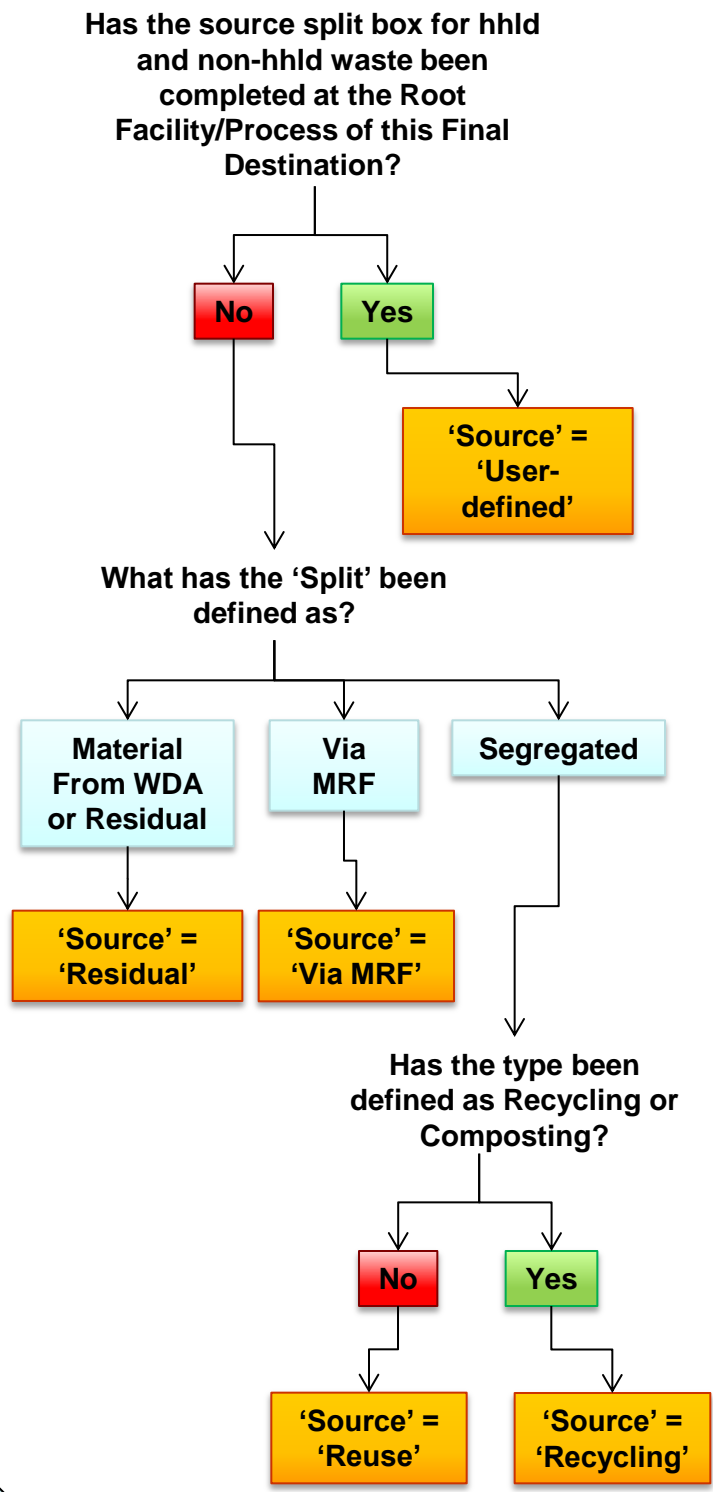 Has the source split box for hhld
and non-hhld waste been
completed at the Root
Facility/Process of this Final
Destination?
No
Yes
‘Source’ =
‘User-
defined’
What has the ‘Split’ been
defined as?
Material
From WDA
or Residual
Via
MRF
Segregated
‘Source’ =
‘Residual’
‘Source’ =
‘Via MRF’
Has the type been
defined as Recycling or
Composting?
No
Yes
‘Source’ =
‘Reuse’
‘Source’ =
‘Recycling’